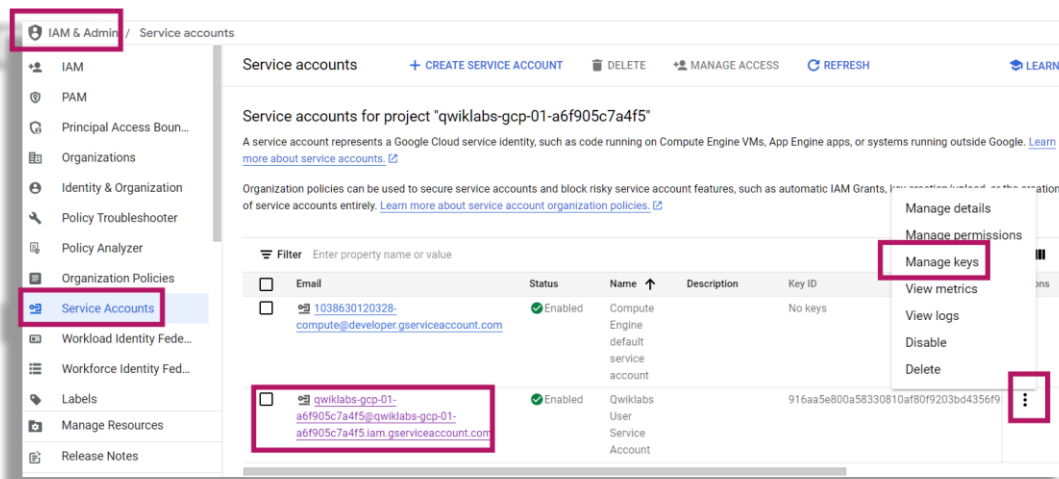 IAM & Admin / Service accounts
IAM
PAM
Principal Access Boun...
Organizations
Identity & Organization
Policy Troubleshooter
Policy Analyzer
Organization Policies
Service Accounts
Workload Identity Fede...
Workforce Identity Fed...
Labels
Manage Resources
Release Notes
Service accounts
+ CREATE SERVICE ACCOUNT
DELETE
MANAGE ACCESS
REFRESH
LEARN
Service accounts for project "qwiklabs-gcp-01-a6f905c7a4f5"
A service account represents a Google Cloud service identity, such as code running on Compute Engine VMs, App Engine apps, or systems running outside Google. Learn
more about service accounts.
Organization policies can be used to secure service accounts and block risky service account features, such as automatic IAM Grants, key creation/upload, or the creation
of service accounts entirely. Learn more about service account organization policies.
Filter Enter property name or value
Email Status Name Description Key ID
1038630120328-
compute@developer.gserviceaccount.com
Enabled
Compute
Engine
default
service
account
No keys
qwiklabs-gcp-01-
a6f905c7a4f5@qwiklabs-gcp-01-
a6f905c7a4f5.iam.gserviceaccount.com
Enabled
Qwiklabs
User
Service
Account
916aa5e800a58330810af80f9203bd4356f9
Manage details
Manage permissions
Manage keys
View metrics
View logs
Disable
Delete